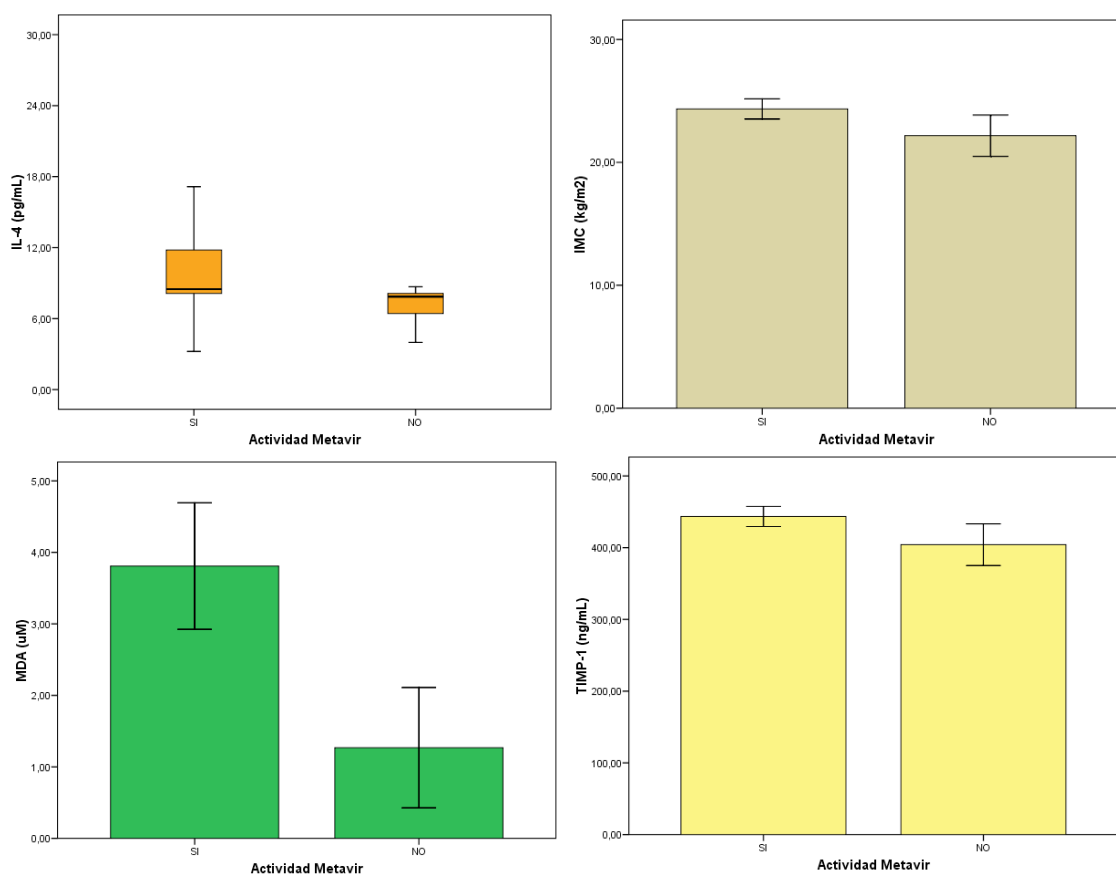 IL-4 (pg/mL)
30,00
24,00
18,00
12,00
6,00
0,00
SI
NO
Actividad Metavir
IMC (kg/m2)
30,00
20,00
10,00
0,00
SI
NO
Actividad Metavir
MDA (uM)
5,00
4,00
3,00
2,00
1,00
0,00
SI
NO
Actividad Metavir
TIMP-1 (ng/mL)
500,00
400,00
300,00
200,00
100,00
0,00
SI
NO
Actividad Metavir